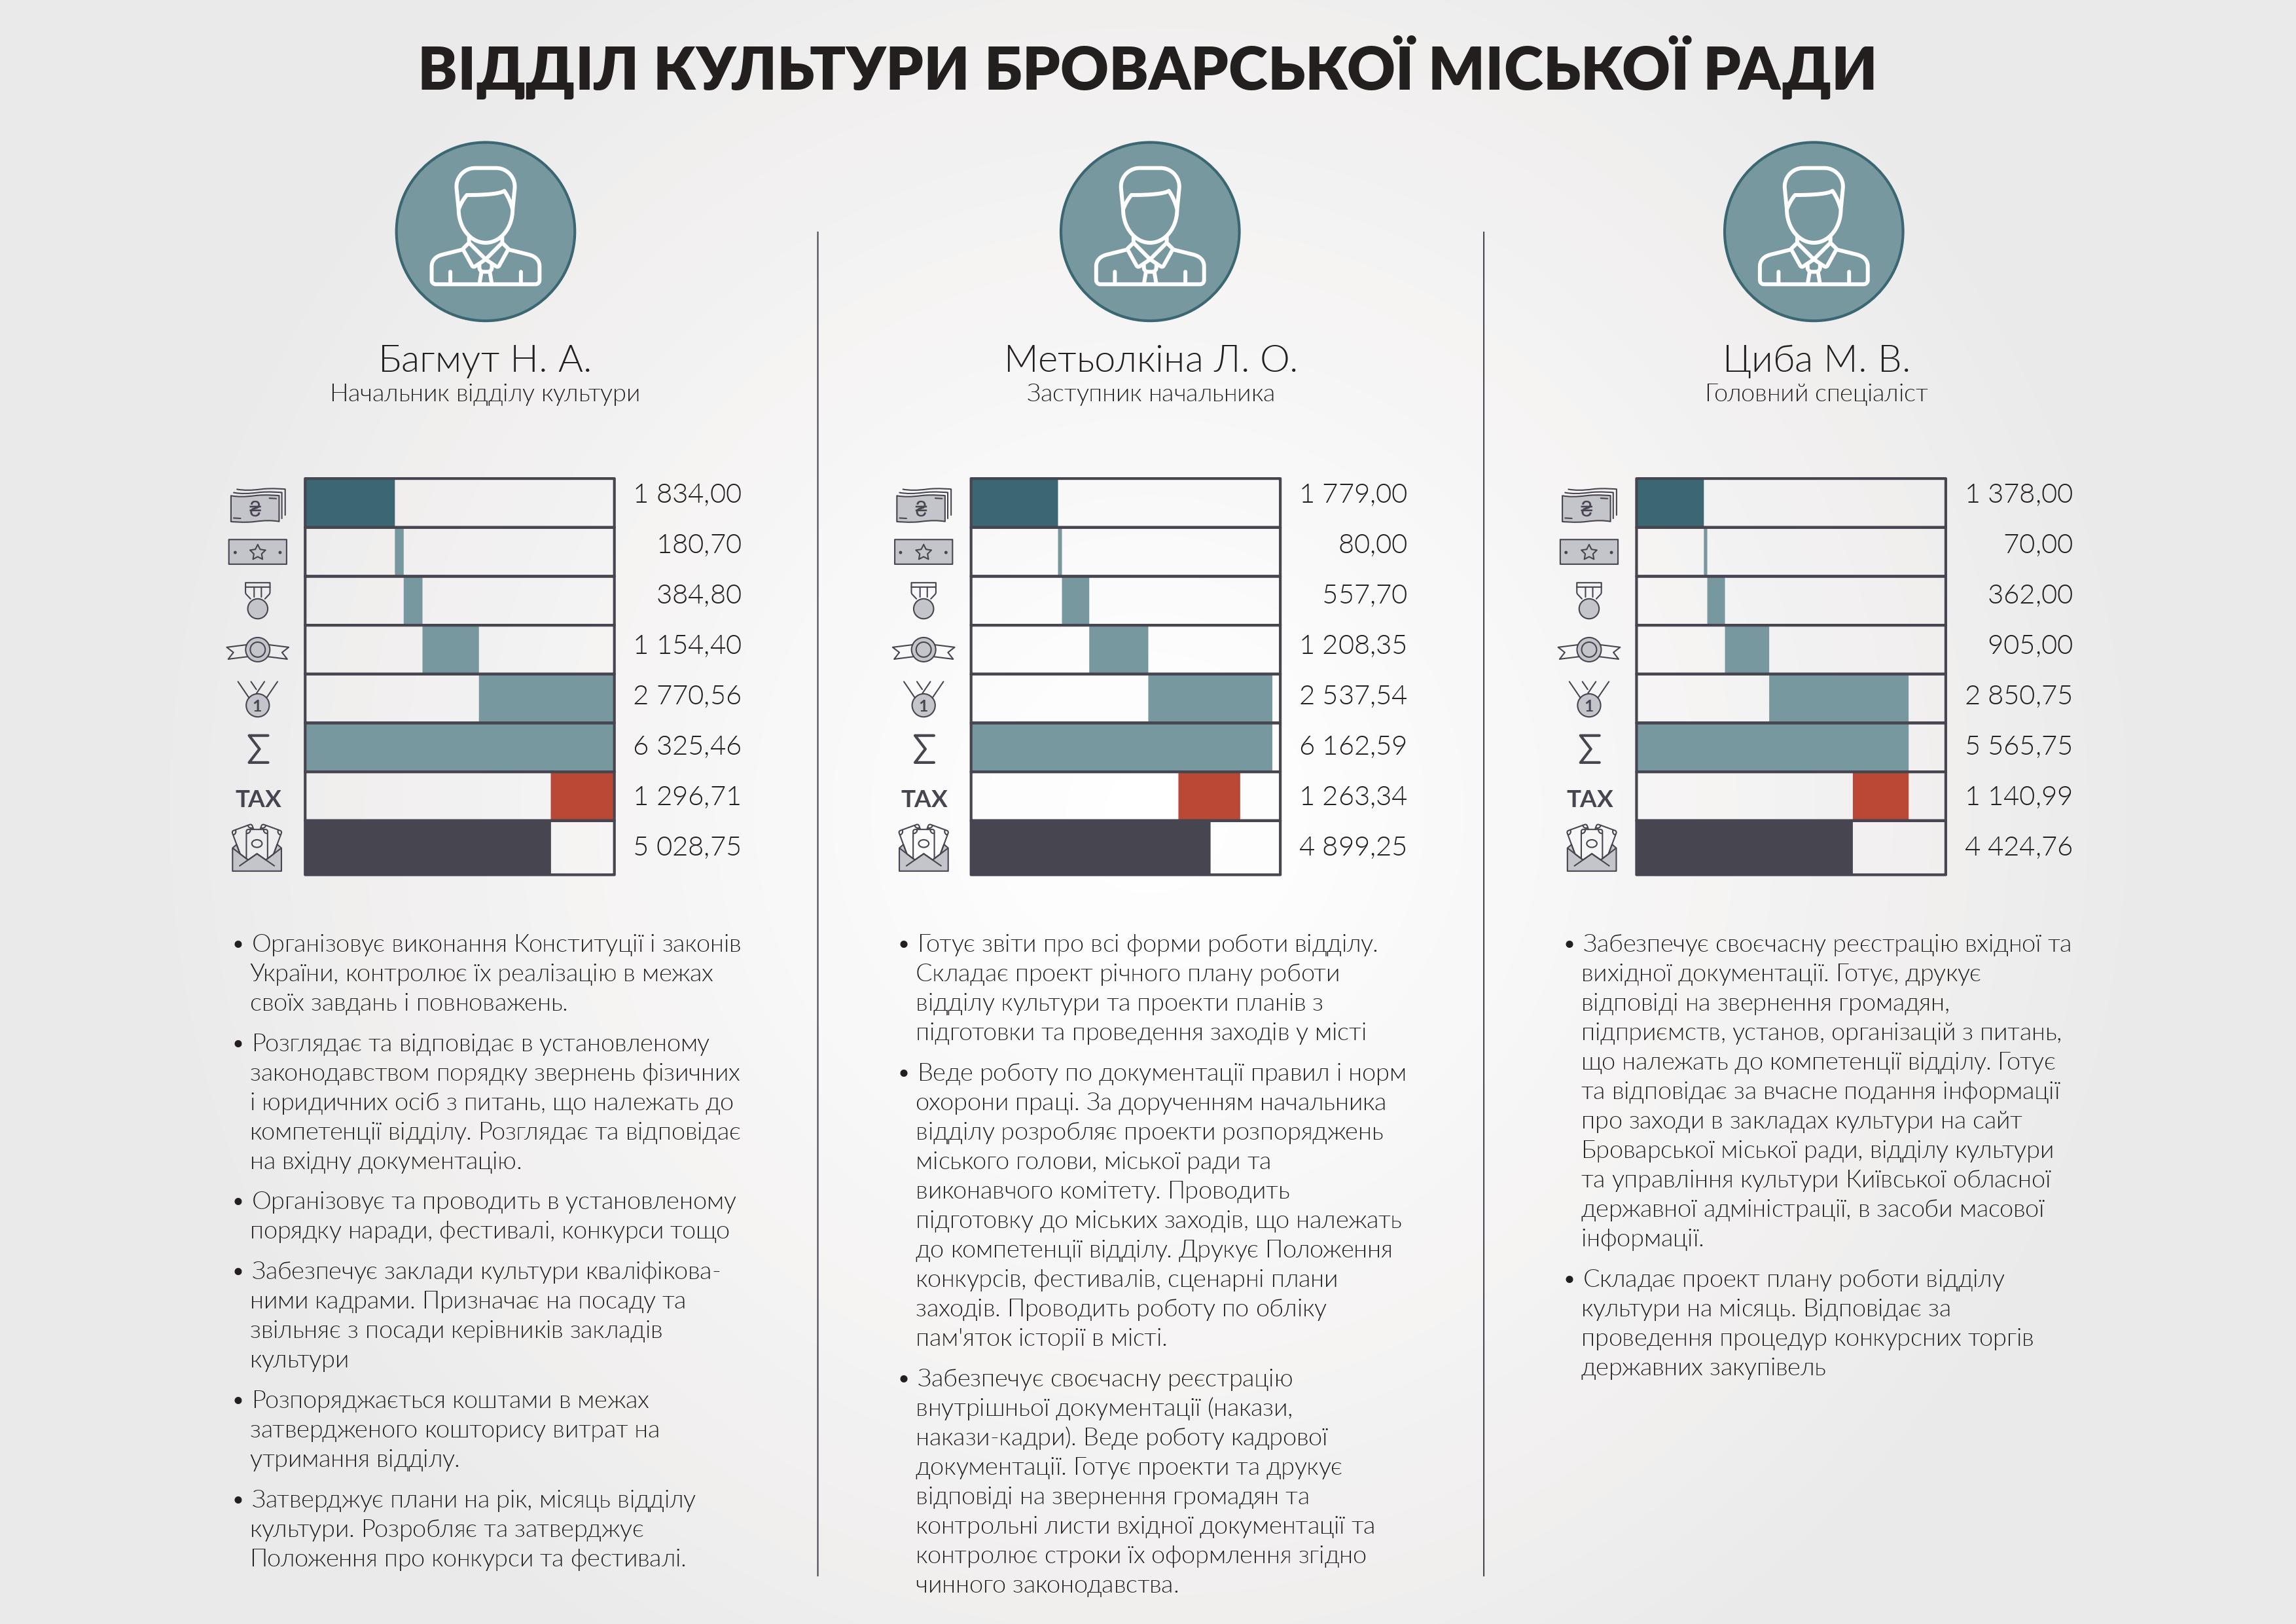 ВІДДІЛ КУЛЬТУРИ БРОВАРСЬКОЇ МІСЬКОЇ РАДИ
Багмут Н. А.
Начальник відділу культури
₴
1 834,00
180,70
384,80
1 154,40
1
2 770,56
Σ
6 325,46
TAX
1 296,71
5 028,75
• Організовує виконання Конституції і законів
України, контролює їх реалізацію в межах
своїх завдань і повноважень.
• Розглядає та відповідає в установленому
законодавством порядку звернень фізичних
і юридичних осіб з питань, що належать до
компетенції відділу. Розглядає та відповідає
на вхідну документацію.
• Організовує та проводить в установленому
порядку наради, фестивалі, конкурси тощо
• Забезпечує заклади культури кваліфікова-
ними кадрами. Призначає на посаду та
звільняє з посади керівників закладів
культури
• Розпоряджається коштами в межах
затвердженого кошторису витрат на
утримання відділу.
• Затверджує плани на рік, місяць відділу
культури. Розробляє та затверджує
Положення про конкурси та фестивалі.
Метьолкіна Л. О.
Заступник начальника
₴
1 779,00
80,00
557,70
1 208,35
1
2 537,54
Σ
6 162,59
TAX
1 263,34
4 899,25
• Готує звіти про всі форми роботи відділу.
Складає проект річного плану роботи
відділу культури та проекти планів з
підготовки та проведення заходів у місті
• Веде роботу по документації правил і норм
охорони праці. За дорученням начальника
відділу розробляє проекти розпоряджень
міського голови, міської ради та
виконавчого комітету. Проводить
підготовку до міських заходів, що належать
до компетенції відділу. Друкує Положення
конкурсів, фестивалів, сценарні плани
заходів. Проводить роботу по обліку
пам'яток історії в місті.
• Забезпечує своєчасну реєстрацію
внутрішньої документації (накази,
накази-кадри). Веде роботу кадрової
документації. Готує проекти та друкує
відповіді на звернення громадян та
контрольні листи вхідної документації та
контролює строки їх оформлення згідно
чинного законодавства.
Циба М. В.
Головний спеціаліст
₴
1 378,00
70,00
362,00
905,00
1
2 850,75
Σ
5 565,75
TAX
1 140,99
4 424,76
• Забезпечує своєчасну реєстрацію вхідної та
вихідної документації. Готує, друкує
відповіді на звернення громадян,
підприємств, установ, організацій з питань,
що належать до компетенції відділу. Готує
та відповідає за вчасне подання інформації
про заходи в закладах культури на сайт
Броварської міської ради, відділу культури
та управління культури Київської обласної
державної адміністрації, в засоби масової
інформації.
• Складає проект плану роботи відділу
культури на місяць. Відповідає за
проведення процедур конкурсних торгів
державних закупівель